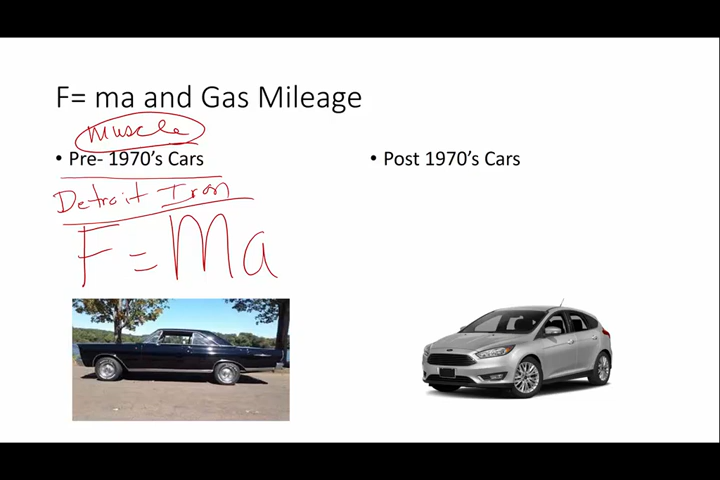 F= ma and Gas Mileage
Muscle
• Pre- 1970's Cars
Detroit Iron
F = Ma
• Post 1970's Cars